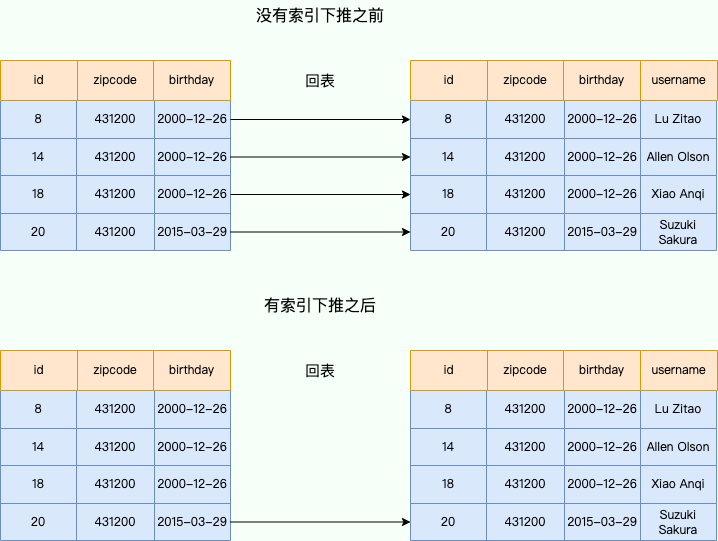 没有索引下推之前
id zipcode birthday 回表 id zipcode birthday username
8 431200 2000-12-26 8 431200 2000-12-26 Lu Zitao
14 431200 2000-12-26 14 431200 2000-12-26 Allen Olson
18 431200 2000-12-26 18 431200 2000-12-26 Xiao Anqi
20 431200 2015-03-29 20 431200 2015-03-29 Suzuki
Sakura
有索引下推之后
id zipcode birthday 回表 id zipcode birthday username
8 431200 2000-12-26 8 431200 2000-12-26 Lu Zitao
14 431200 2000-12-26 14 431200 2000-12-26 Allen Olson
18 431200 2000-12-26 18 431200 2000-12-26 Xiao Anqi
20 431200 2015-03-29 20 431200 2015-03-29 Suzuki
Sakura